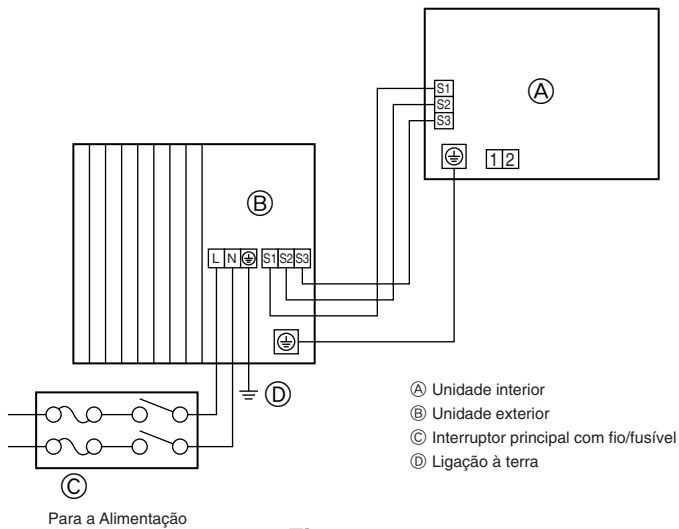 S1
S2
S3
Ⓐ
1 2
Ⓑ
L N S1 S2 S3
Ⓓ
Ⓐ Unidade interior
Ⓑ Unidade exterior
Ⓒ Interruptor principal com fio/fusível
Ⓓ Ligação à terra
Ⓒ
Para a Alimentação